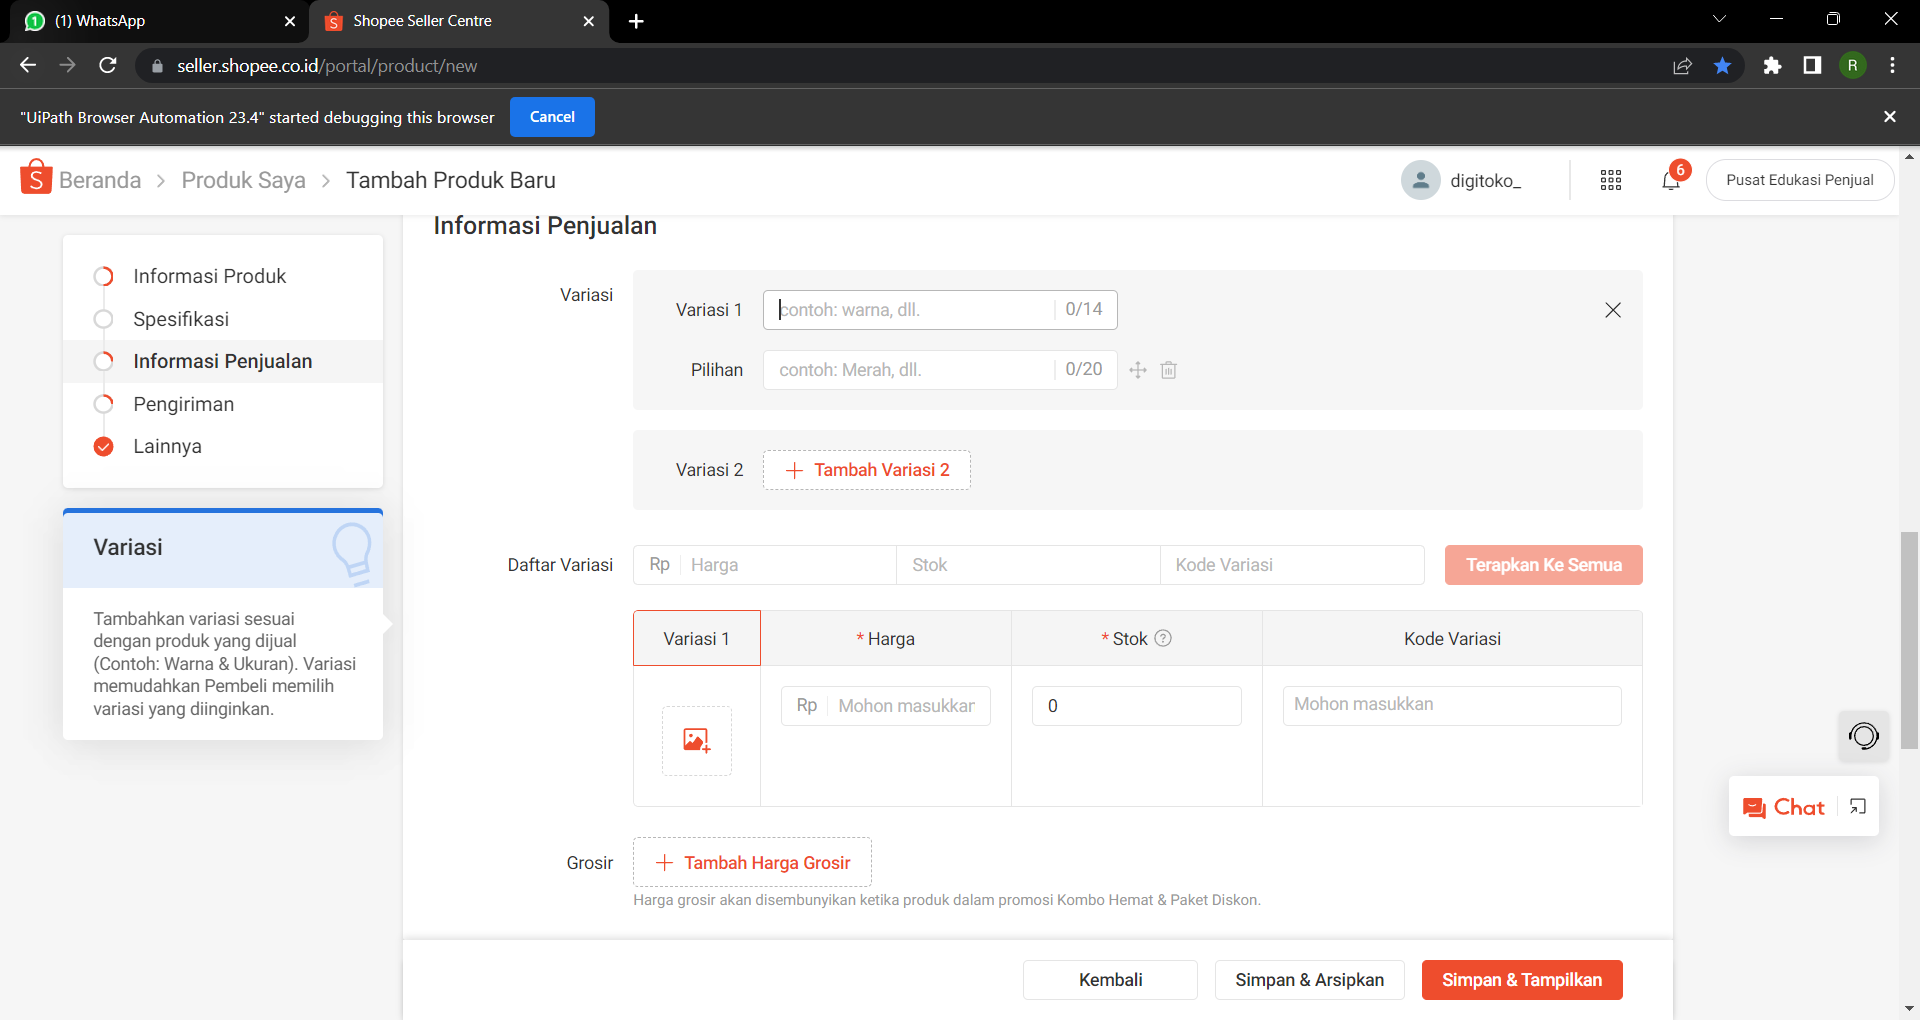 (1) WhatsApp
Shopee Seller Centre
seller.shopee.co.id/portal/product/new
R
"UiPath Browser Automation 23.4" started debugging this browser
Cancel
Beranda > Produk Saya > Tambah Produk Baru
digitoko_
6
Pusat Edukasi Penjual
Informasi Produk
Spesifikasi
Informasi Penjualan
Pengiriman
Lainnya
Variasi
Tambahkan variasi sesuai
dengan produk yang dijual
(Contoh: Warna & Ukuran). Variasi
memudahkan Pembeli memilih
variasi yang diinginkan.
Informasi Penjualan
Variasi
Variasi 1
contoh: warna, dll.
0/14
Pilihan
contoh: Merah, dll.
0/20
Variasi 2
Tambah Variasi 2
Daftar Variasi
Rp Harga
Stok
Kode Variasi
Terapkan Ke Semua
Variasi 1
* Harga
* Stok ?
Kode Variasi
Rp Mohon masukkan
0
Mohon masukkan
Grosir
Tambah Harga Grosir
Harga grosir akan disembunyikan ketika produk dalam promosi Kombo Hemat & Paket Diskon.
Chat
Kembali
Simpan & Arsipkan
Simpan & Tampilkan